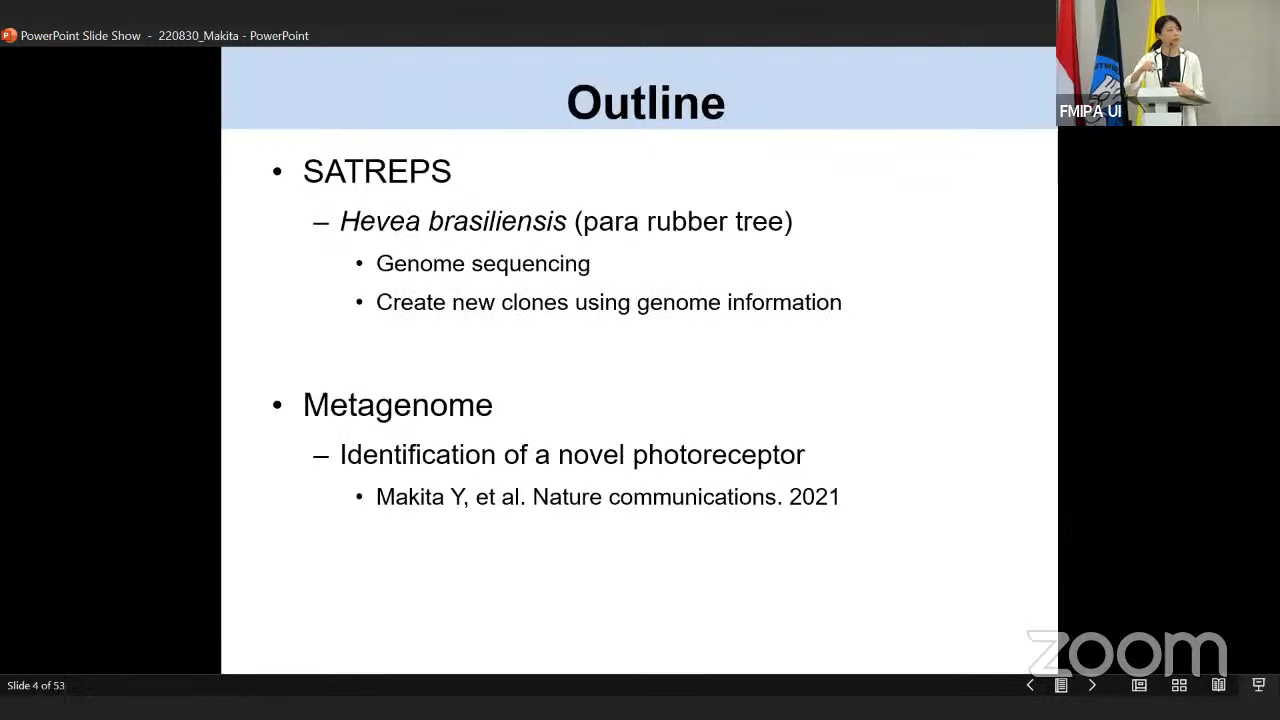 PowerPoint Slide Show - 220830_Makita - PowerPoint
FMIPA UI
Outline
• SATREPS
– Hevea brasiliensis (para rubber tree)
• Genome sequencing
• Create new clones using genome information
• Metagenome
– Identification of a novel photoreceptor
• Makita Y, et al. Nature communications. 2021
zoom
Slide 4 of 53